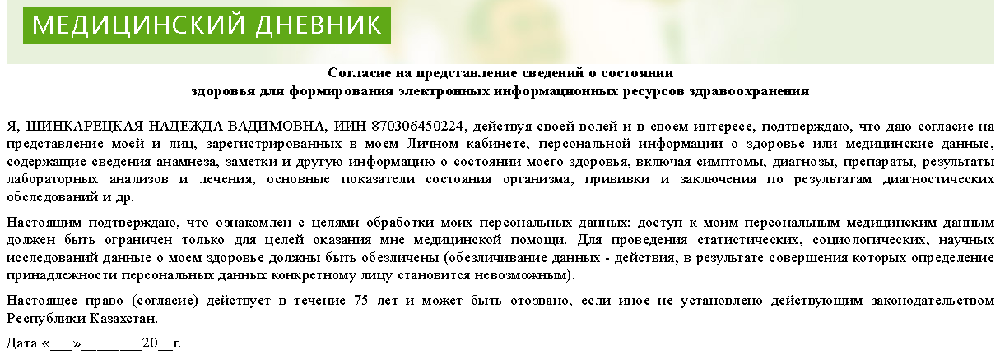 МЕДИЦИНСКИЙ ДНЕВНИК
Согласие на представление сведений о состоянии
здоровья для формирования электронных информационных ресурсов здравоохранения
Я, ШИНКАРЕЦКАЯ НАДЕЖДА ВАДИМОВНА, ИИН 870306450224, действуя своей волей и в своем интересе, подтверждаю, что даю согласие на
представление моей и лиц, зарегистрированных в моем Личном кабинете, персональной информации о здоровье или медицинские данные,
содержащие сведения анамнеза, заметки и другую информацию о состоянии моего здоровья, включая симптомы, диагнозы, препараты, результаты
лабораторных анализов и лечения, основные показатели состояния организма, прививки и заключения по результатам диагностических
обследований и др.
Настоящим подтверждаю, что ознакомлен с целями обработки моих персональных данных: доступ к моим персональным медицинским данным
должен быть ограничен только для целей оказания мне медицинской помощи. Для проведения статистических, социологических, научных
исследований данные о моем здоровье должны быть обезличены (обезличивание данных - действия, в результате совершения которых определение
принадлежности персональных данных конкретному лицу становится невозможным).
Настоящее право (согласие) действует в течение 75 лет и может быть отозвано, если иное не установлено действующим законодательством
Республики Казахстан.
Дата «___»________20__г.